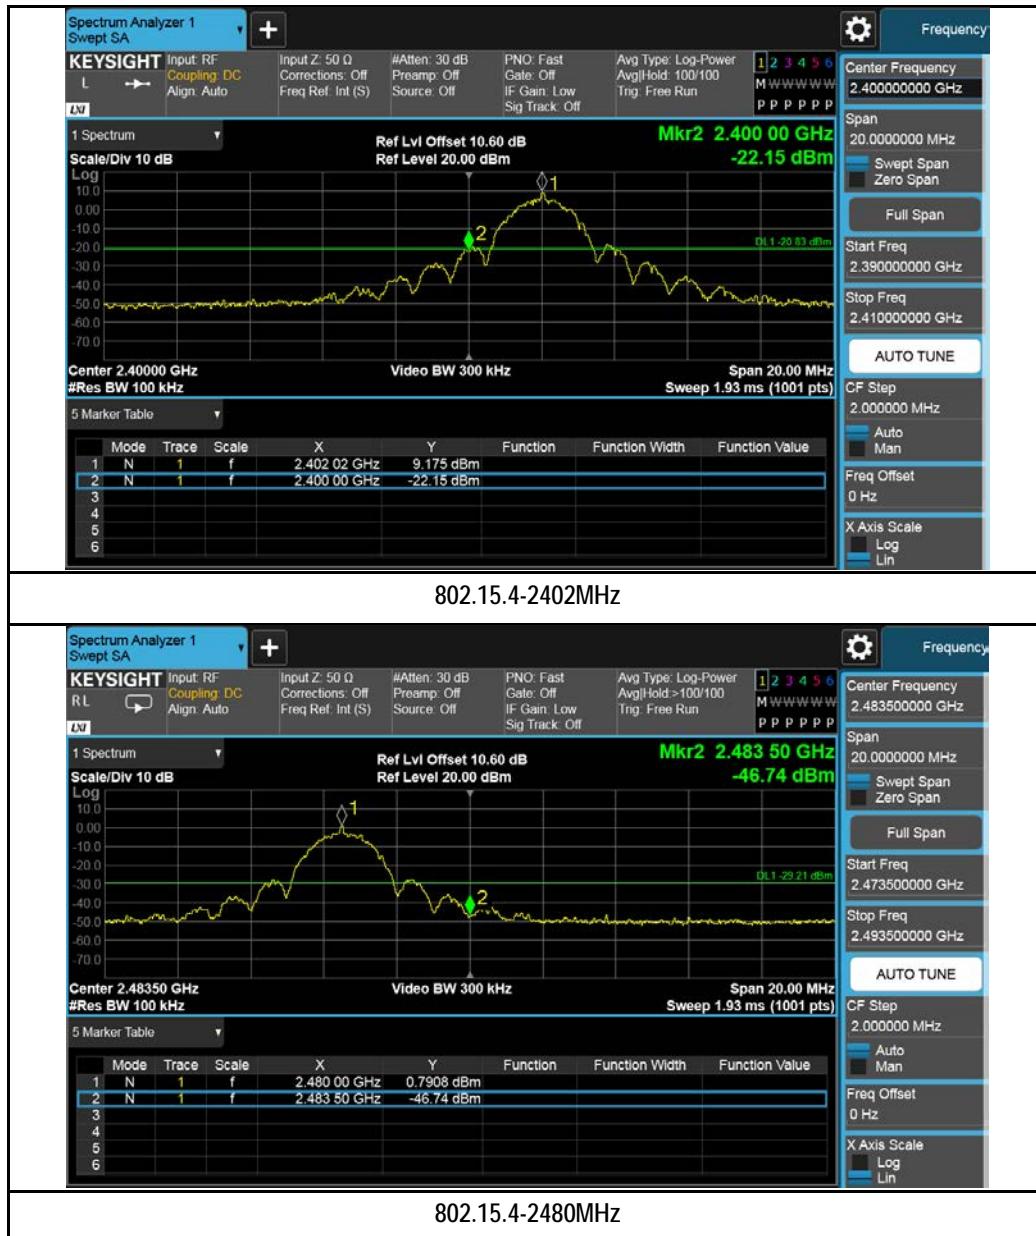 Spectrum Analyzer 1
Swept SA
+
Frequency
KEYSIGHT Input: RF Input Z: 50 Ω #Atten: 30 dB PNO: Fast Avg Type: Log-Power 1 2 3 4 5 6
L Coupling: DC Corrections: Off Preamp: Off Gate: Off Avg|Hold: 100/100 M W W W W W
Align: Auto Freq Ref: Int (S) Source: Off IF Gain: Low Trig: Free Run P P P P P P
LXI Sig Track: Off
1 Spectrum
Scale/Div 10 dB
Ref Lvl Offset 10.60 dB
Ref Level 20.00 dBm
Mkr2 2.400 00 GHz
-22.15 dBm
Log
10.0
0.00
-10.0
-20.0
-30.0
-40.0
-50.0
-60.0
-70.0
1
2
DL1 -20.83 dBm
Center 2.40000 GHz Video BW 300 kHz Span 20.00 MHz
#Res BW 100 kHz Sweep 1.93 ms (1001 pts)
5 Marker Table
Mode Trace Scale X Y Function Function Width Function Value
1 N 1 f 2.402 02 GHz 9.175 dBm
2 N 1 f 2.400 00 GHz -22.15 dBm
3
4
5
6
Center Frequency
2.400000000 GHz
Span
20.0000000 MHz
Swept Span
Zero Span
Full Span
Start Freq
2.390000000 GHz
Stop Freq
2.410000000 GHz
AUTO TUNE
CF Step
2.000000 MHz
Auto
Man
Freq Offset
0 Hz
X Axis Scale
Log
Lin
802.15.4-2402MHz
Spectrum Analyzer 1
Swept SA
+
Frequency
KEYSIGHT Input: RF Input Z: 50 Ω #Atten: 30 dB PNO: Fast Avg Type: Log-Power 1 2 3 4 5 6
RL Coupling: DC Corrections: Off Preamp: Off Gate: Off Avg|Hold:>100/100 M W W W W W
Align: Auto Freq Ref: Int (S) Source: Off IF Gain: Low Trig: Free Run P P P P P P
LXI Sig Track: Off
1 Spectrum
Scale/Div 10 dB
Ref Lvl Offset 10.60 dB
Ref Level 20.00 dBm
Mkr2 2.483 50 GHz
-46.74 dBm
Log
10.0
0.00
-10.0
-20.0
-30.0
-40.0
-50.0
-60.0
-70.0
1
2
DL1 -29.21 dBm
Center 2.48350 GHz Video BW 300 kHz Span 20.00 MHz
#Res BW 100 kHz Sweep 1.93 ms (1001 pts)
5 Marker Table
Mode Trace Scale X Y Function Function Width Function Value
1 N 1 f 2.480 00 GHz 0.7908 dBm
2 N 1 f 2.483 50 GHz -46.74 dBm
3
4
5
6
Center Frequency
2.483500000 GHz
Span
20.0000000 MHz
Swept Span
Zero Span
Full Span
Start Freq
2.473500000 GHz
Stop Freq
2.493500000 GHz
AUTO TUNE
CF Step
2.000000 MHz
Auto
Man
Freq Offset
0 Hz
X Axis Scale
Log
Lin
802.15.4-2480MHz